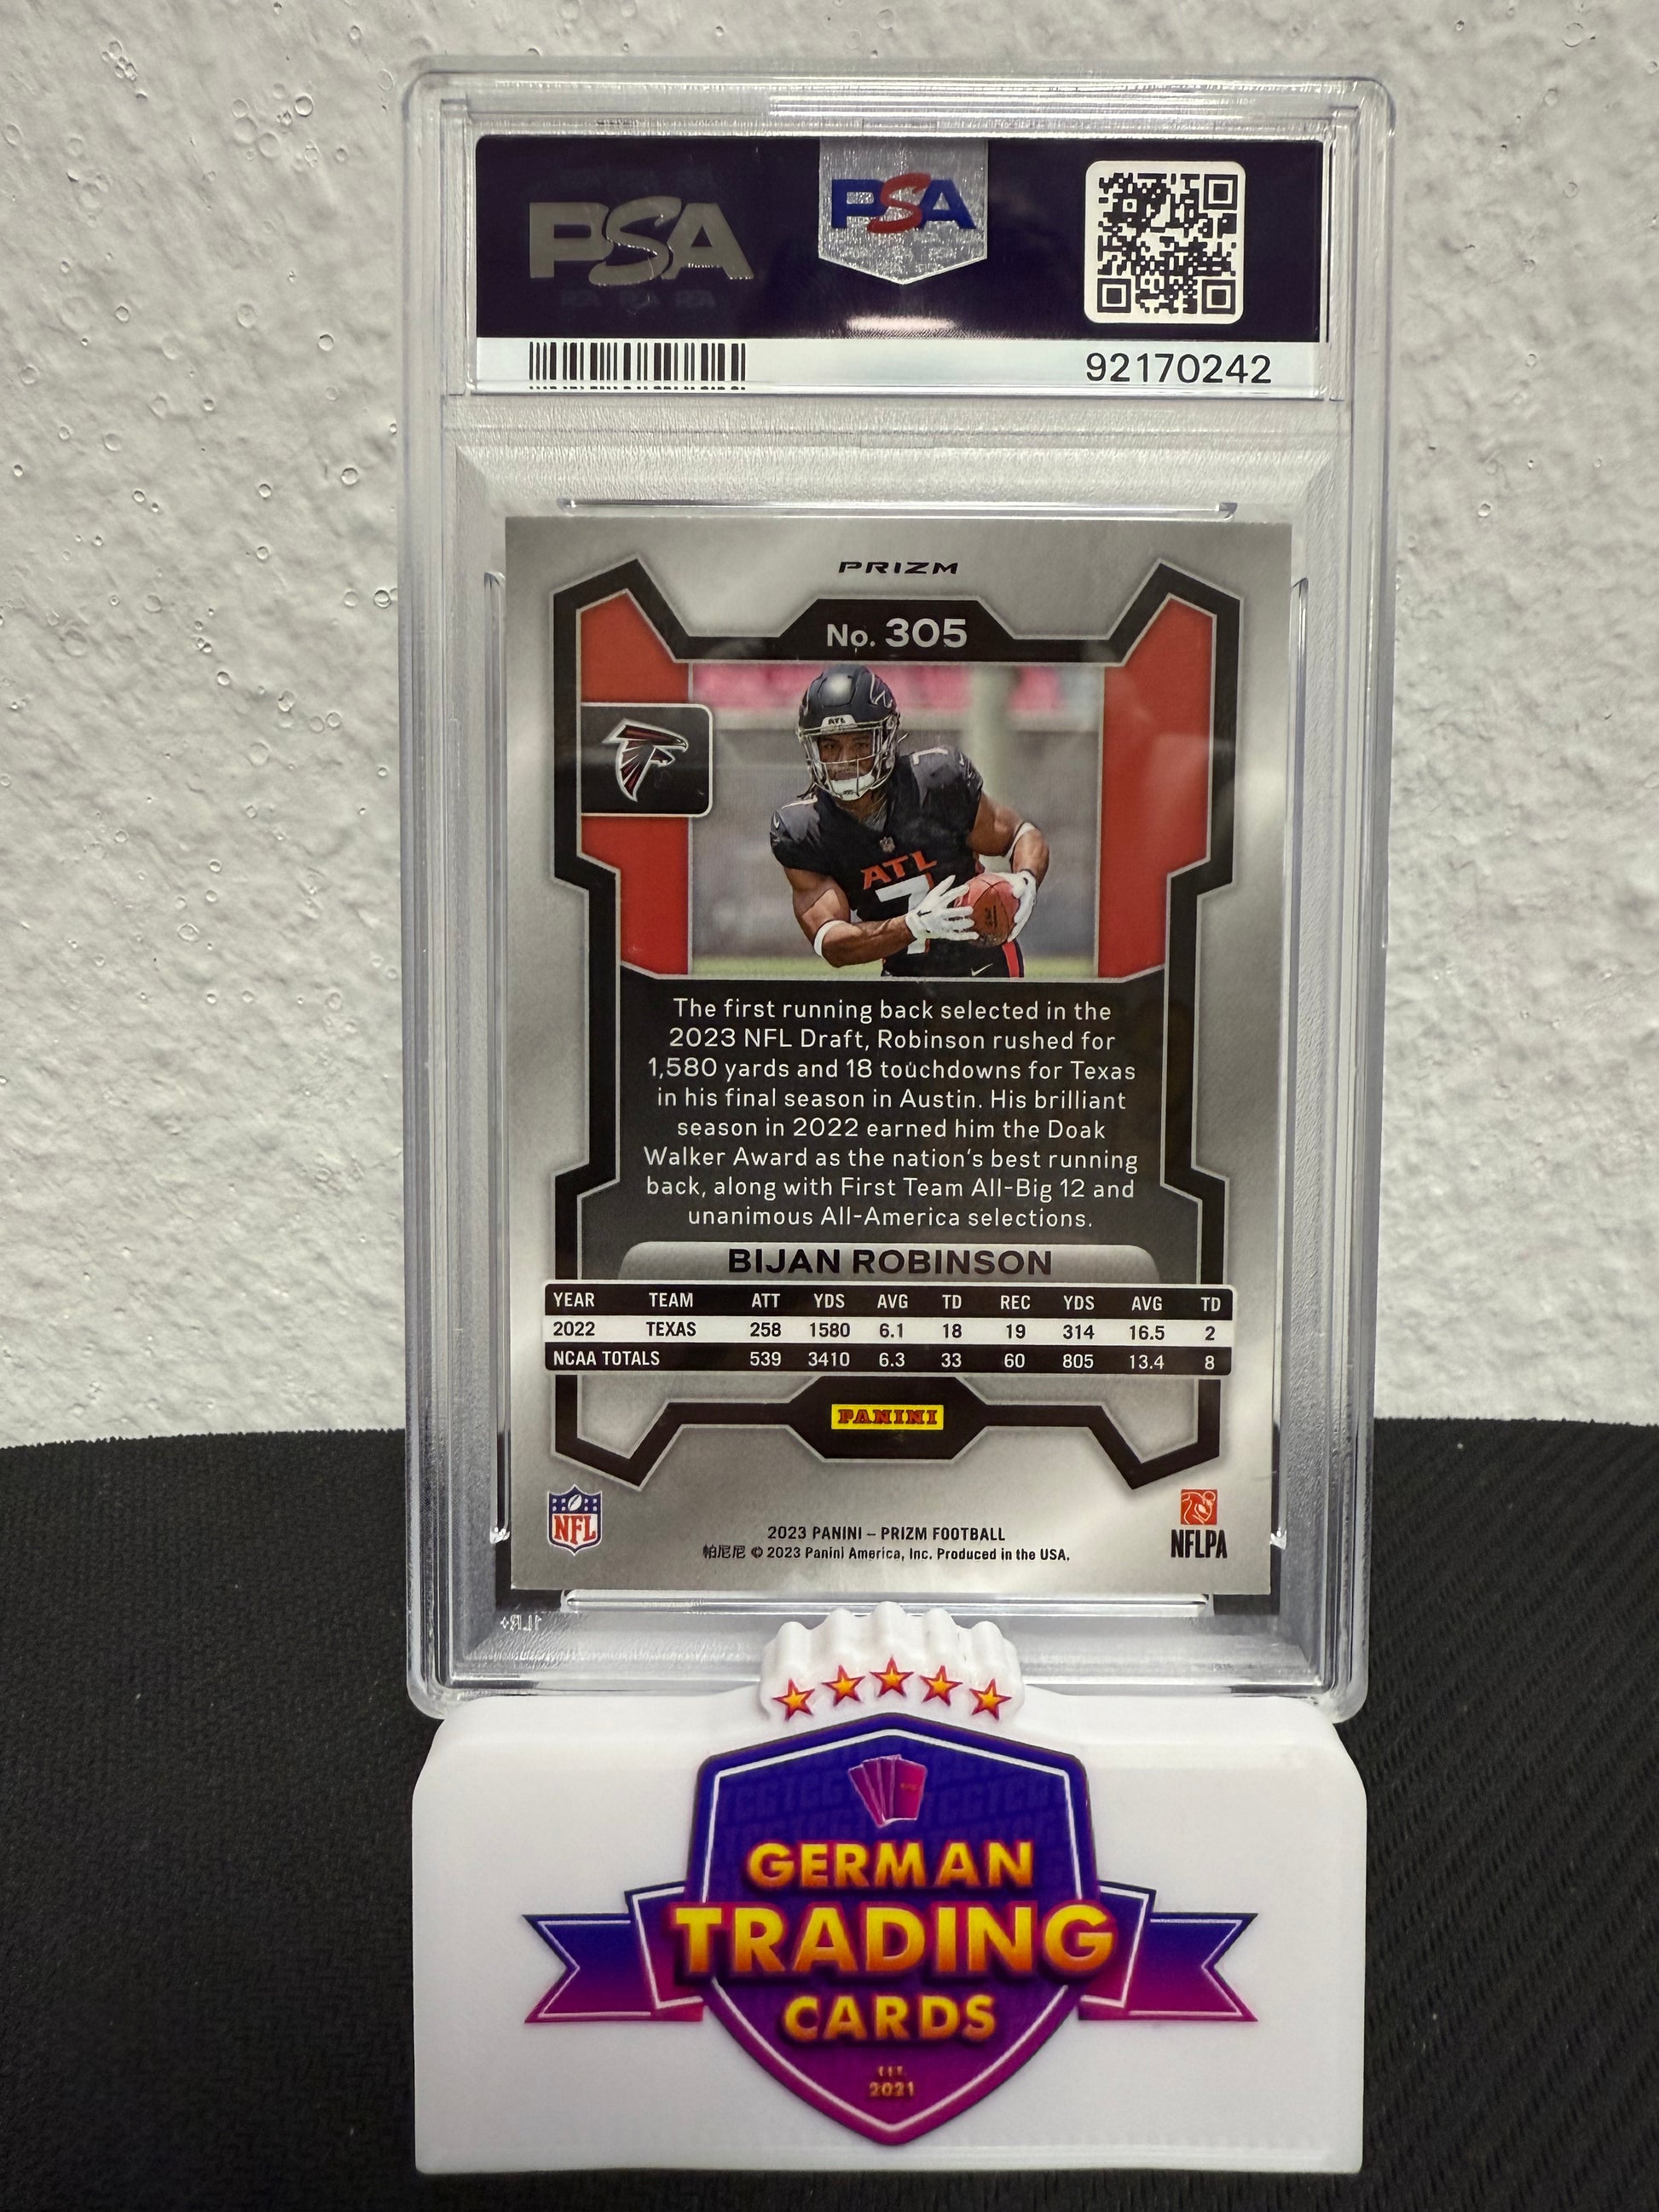 PSA
PSA
92170242
PRIZM
No. 305
ATL
ATL
7
The first running back selected in the
2023 NFL Draft, Robinson rushed for
1,580 yards and 18 touchdowns for Texas
in his final season in Austin. His brilliant
season in 2022 earned him the Doak
Walker Award as the nation's best running
back, along with First Team All-Big 12 and
unanimous All-America selections.
BIJAN ROBINSON
YEAR TEAM ATT YDS AVG TD REC YDS AVG TD
2022 TEXAS 258 1580 6.1 18 19 314 16.5 2
NCAA TOTALS 539 3410 6.3 33 60 805 13.4 8
PANINI
NFL
NFLPA
2023 PANINI – PRIZM FOOTBALL
帕尼尼 © 2023 Panini America, Inc. Produced in the USA.
GERMAN
TRADING
CARDS
EST.
2021